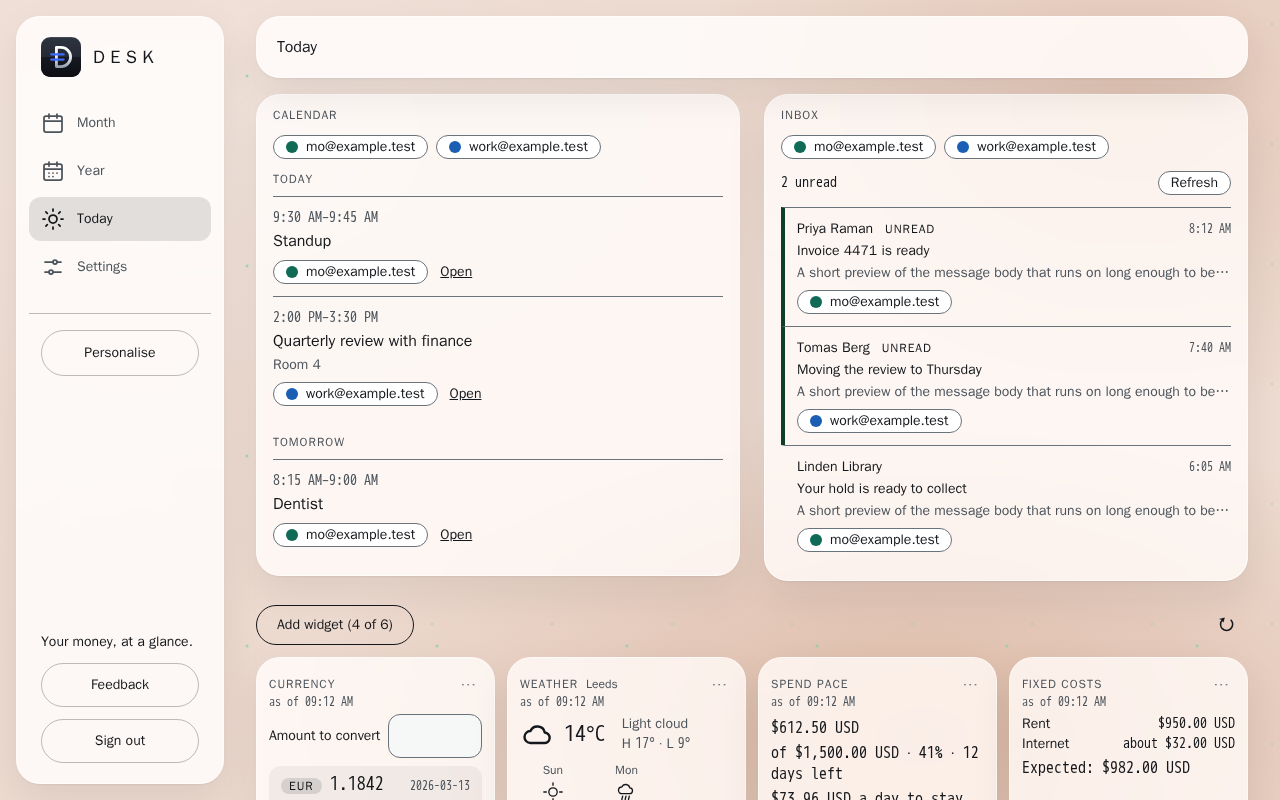 DESK
Month
Year
Today
Settings
Personalise
Your money, at a glance.
Feedback
Sign out
Today
CALENDAR
mo@example.test work@example.test
TODAY
9:30 AM–9:45 AM
Standup
mo@example.test Open
2:00 PM–3:30 PM
Quarterly review with finance
Room 4
work@example.test Open
TOMORROW
8:15 AM–9:00 AM
Dentist
mo@example.test Open
INBOX
mo@example.test work@example.test
2 unread Refresh
Priya Raman UNREAD 8:12 AM
Invoice 4471 is ready
A short preview of the message body that runs on long enough to be…
mo@example.test
Tomas Berg UNREAD 7:40 AM
Moving the review to Thursday
A short preview of the message body that runs on long enough to be…
work@example.test
Linden Library 6:05 AM
Your hold is ready to collect
A short preview of the message body that runs on long enough to be…
mo@example.test
Add widget (4 of 6)
CURRENCY
as of 09:12 AM
Amount to convert
EUR 1.1842 2026-03-13
WEATHER Leeds
as of 09:12 AM
14°C Light cloud
H 17° · L 9°
Sun Mon
SPEND PACE
as of 09:12 AM
$612.50 USD
of $1,500.00 USD · 41% · 12
days left
$73.96 USD a day to stay
FIXED COSTS
as of 09:12 AM
Rent $950.00 USD
Internet about $32.00 USD
Expected: $982.00 USD